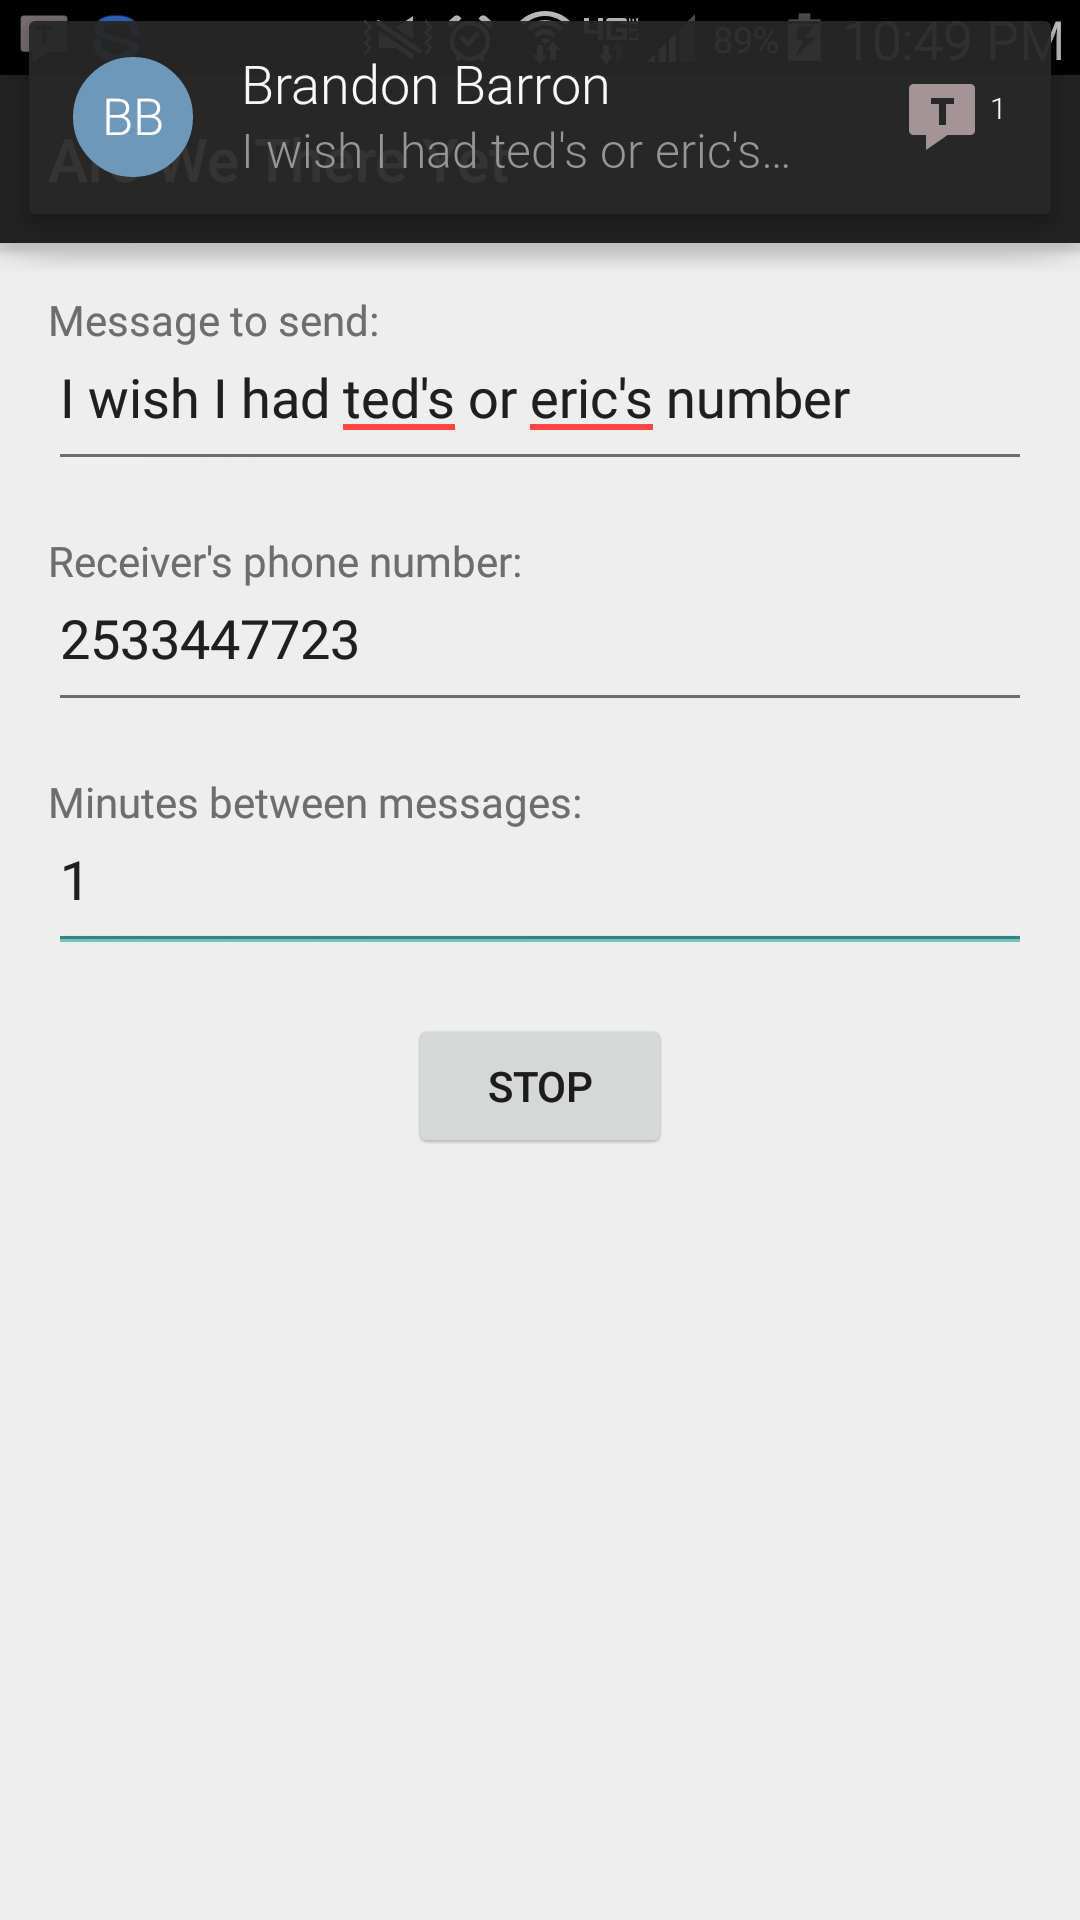 89% 10:49 PM
BB
Brandon Barron
T 1
Are We There Yet
I wish I had ted's or eric's...
Message to send:
I wish I had ted's or eric's number
Receiver's phone number:
2533447723
Minutes between messages:
1
STOP